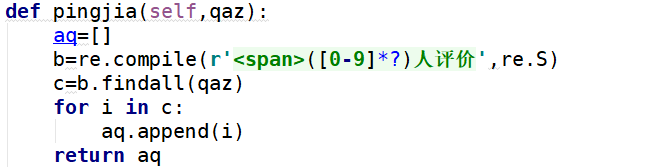 def pingjia(self,qaz):
    aq=[]
    b=re.compile(r'<span>([0-9]*?)人评价',re.S)
    c=b.findall(qaz)
    for i in c:
        aq.append(i)
    return aq